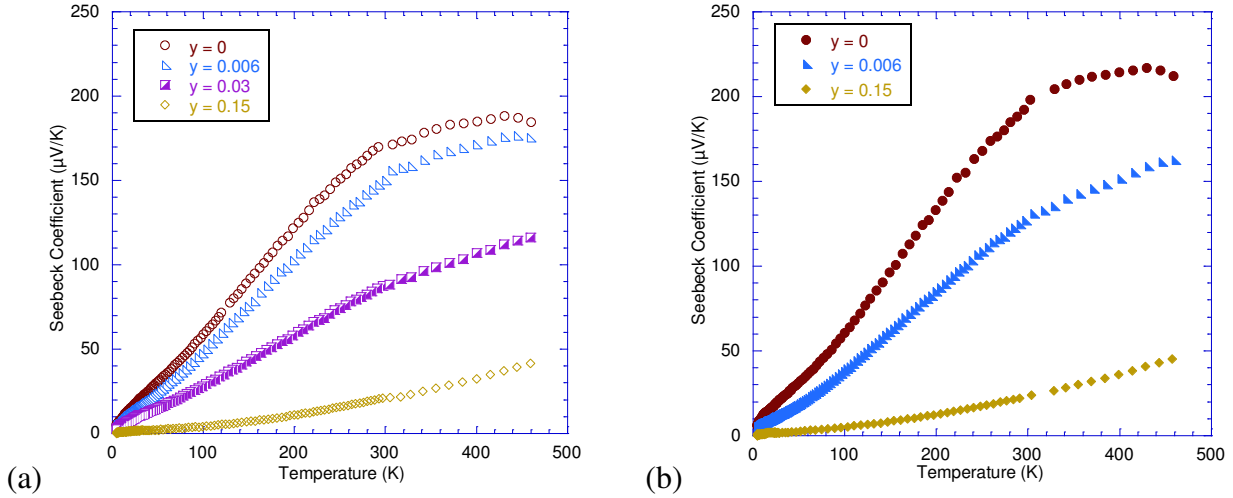 250
200
150
100
50
0
Seebeck Coefficient (µV/K)
y = 0
y = 0.006
y = 0.03
y = 0.15
0 100 200 300 400 500
Temperature (K)
(a)
250
200
150
100
50
0
Seebeck Coefficient (µV/K)
y = 0
y = 0.006
y = 0.15
0 100 200 300 400 500
Temperature (K)
(b)